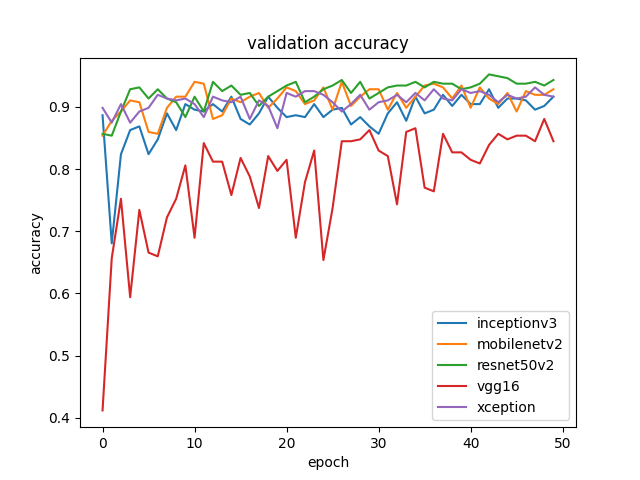 validation accuracy
accuracy
0.9
0.8
0.7
0.6
0.5
0.4
inceptionv3
mobilenetv2
resnet50v2
vgg16
xception
0 10 20 30 40 50
epoch